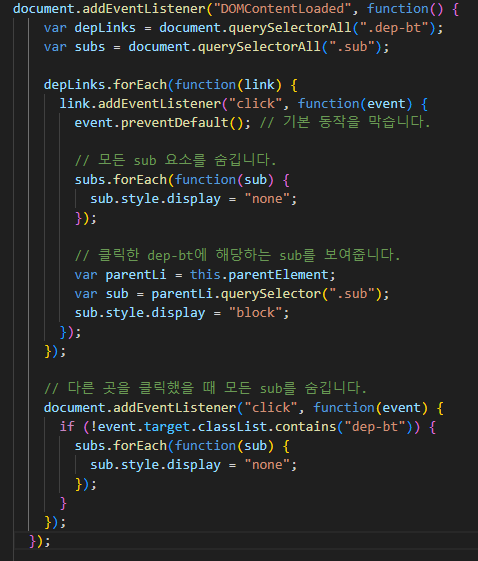 document.addEventListener("DOMContentLoaded", function() {
    var depLinks = document.querySelectorAll(".dep-bt");
    var subs = document.querySelectorAll(".sub");

    depLinks.forEach(function(link) {
      link.addEventListener("click", function(event) {
        event.preventDefault(); // 기본 동작을 막습니다.

        // 모든 sub 요소를 숨깁니다.
        subs.forEach(function(sub) {
          sub.style.display = "none";
        });

        // 클릭한 dep-bt에 해당하는 sub를 보여줍니다.
        var parentLi = this.parentElement;
        var sub = parentLi.querySelector(".sub");
        sub.style.display = "block";
      });
    });

    // 다른 곳을 클릭했을 때 모든 sub를 숨깁니다.
    document.addEventListener("click", function(event) {
      if (!event.target.classList.contains("dep-bt")) {
        subs.forEach(function(sub) {
          sub.style.display = "none";
        });
      }
    });
  });